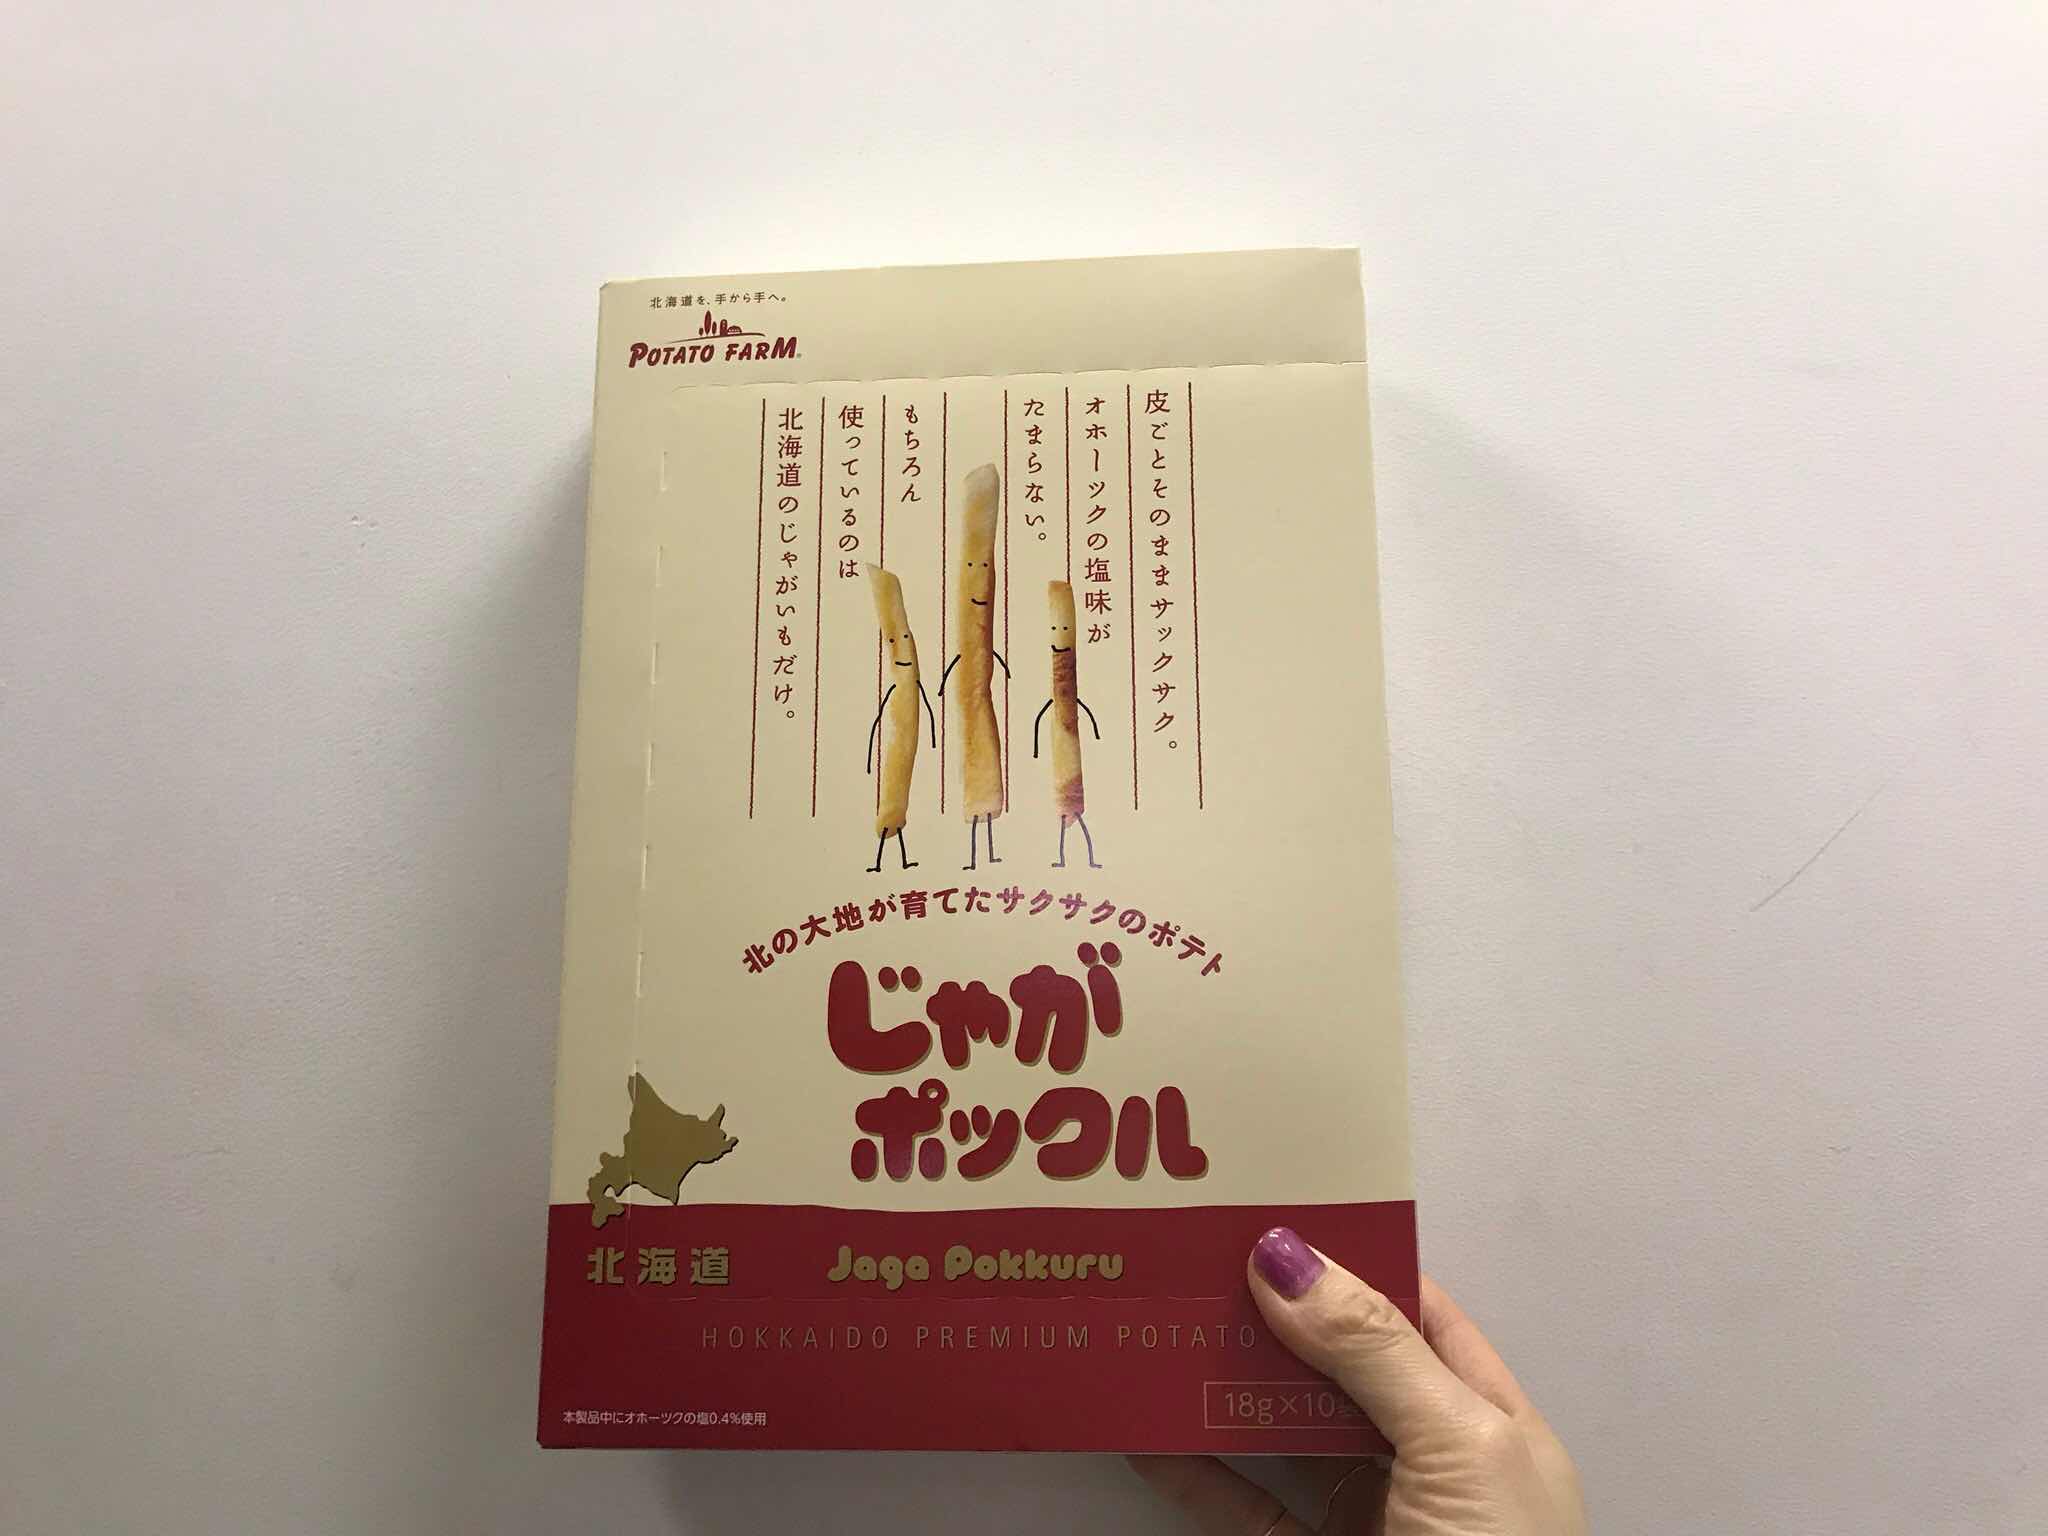 北海道を、手から手へ。
POTATO FARM®
皮ごとそのままサックサク。
オホーツクの塩味が
たまらない。
もちろん
使っているのは
北海道のじゃがいもだけ。
北の大地が育てたサクサクのポテト
じゃが
ポックル
北海道
Jaga Pokkuru
HOKKAIDO PREMIUM POTATO
18g×10袋
本製品中にオホーツクの塩0.4%使用